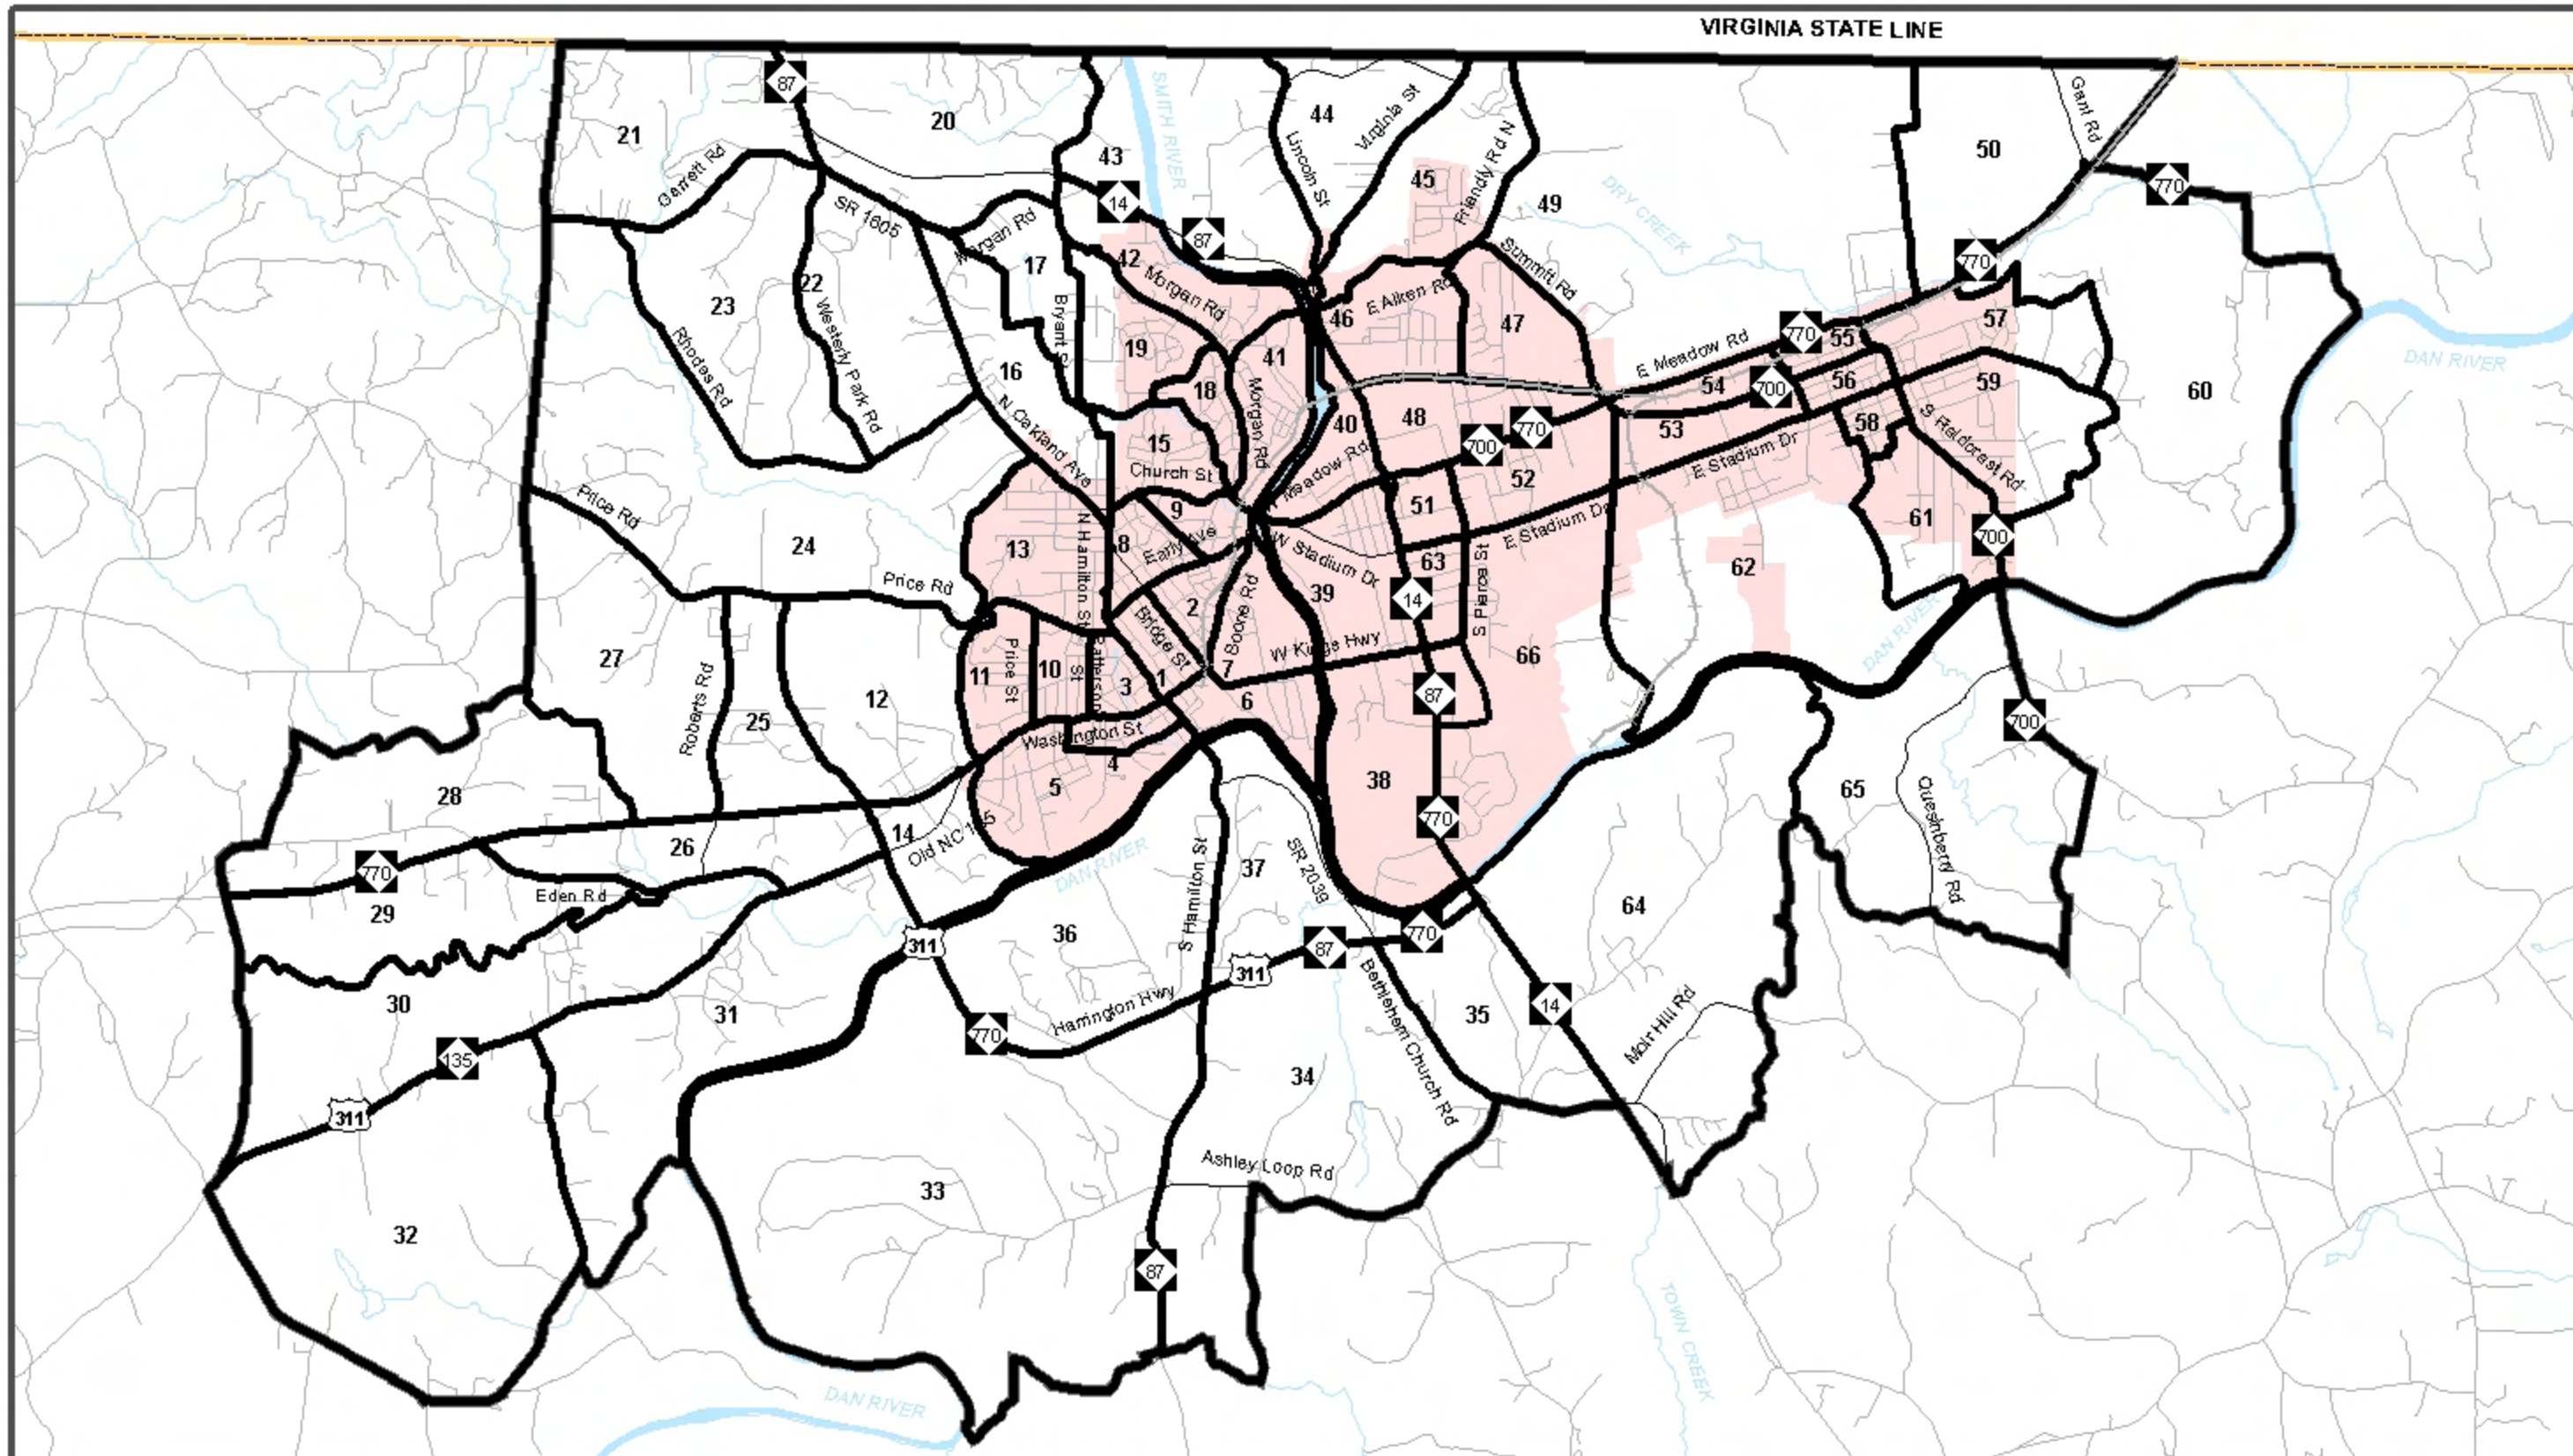 VIRGINIA STATE LINE
87
21
20
SMITH RIVER
44
Lincoln St
Virginia St
Friendly Rd N
50
Gant Rd
Garrett Rd
43
14
45
49
DRY CREEK
770
SR 1605
Morgan Rd
87
42
17
Morgan Rd
Summit Rd
770
23
22
Westerly Park Rd
Rhodes Rd
Bryant St
19
46
E Aiken Rd
47
E Meadow Rd
770
55
57
DAN RIVER
16
18
41
Morgan Rd
54
700
56
59
60
N Oakland Ave
15
Church St
40
48
700
770
53
58
E Stadium Dr
S Fieldcrest Rd
Price Rd
9
Meadow Rd
51
52
E Stadium Dr
61
700
24
13
N Hamilton St
8
Early Ave
W Stadium Dr
63
62
Price Rd
2
Boone Rd
39
14
S Pierce St
DAN RIVER
27
Roberts Rd
25
12
11
Price St
10
Patterson St
3
1
Bridge St
7
W Kings Hwy
66
6
87
700
Washington St
4
5
38
770
28
26
14
Old NC 135
DAN RIVER
65
Quesinberry Rd
770
29
Eden Rd
37
S Hamilton St
SR 2039
64
36
311
87
770
311
30
31
770
Harrington Hwy
Bethlehem Church Rd
35
14
Moir Hill Rd
135
311
34
33
Ashley Loop Rd
32
87
TOWN CREEK
DAN RIVER